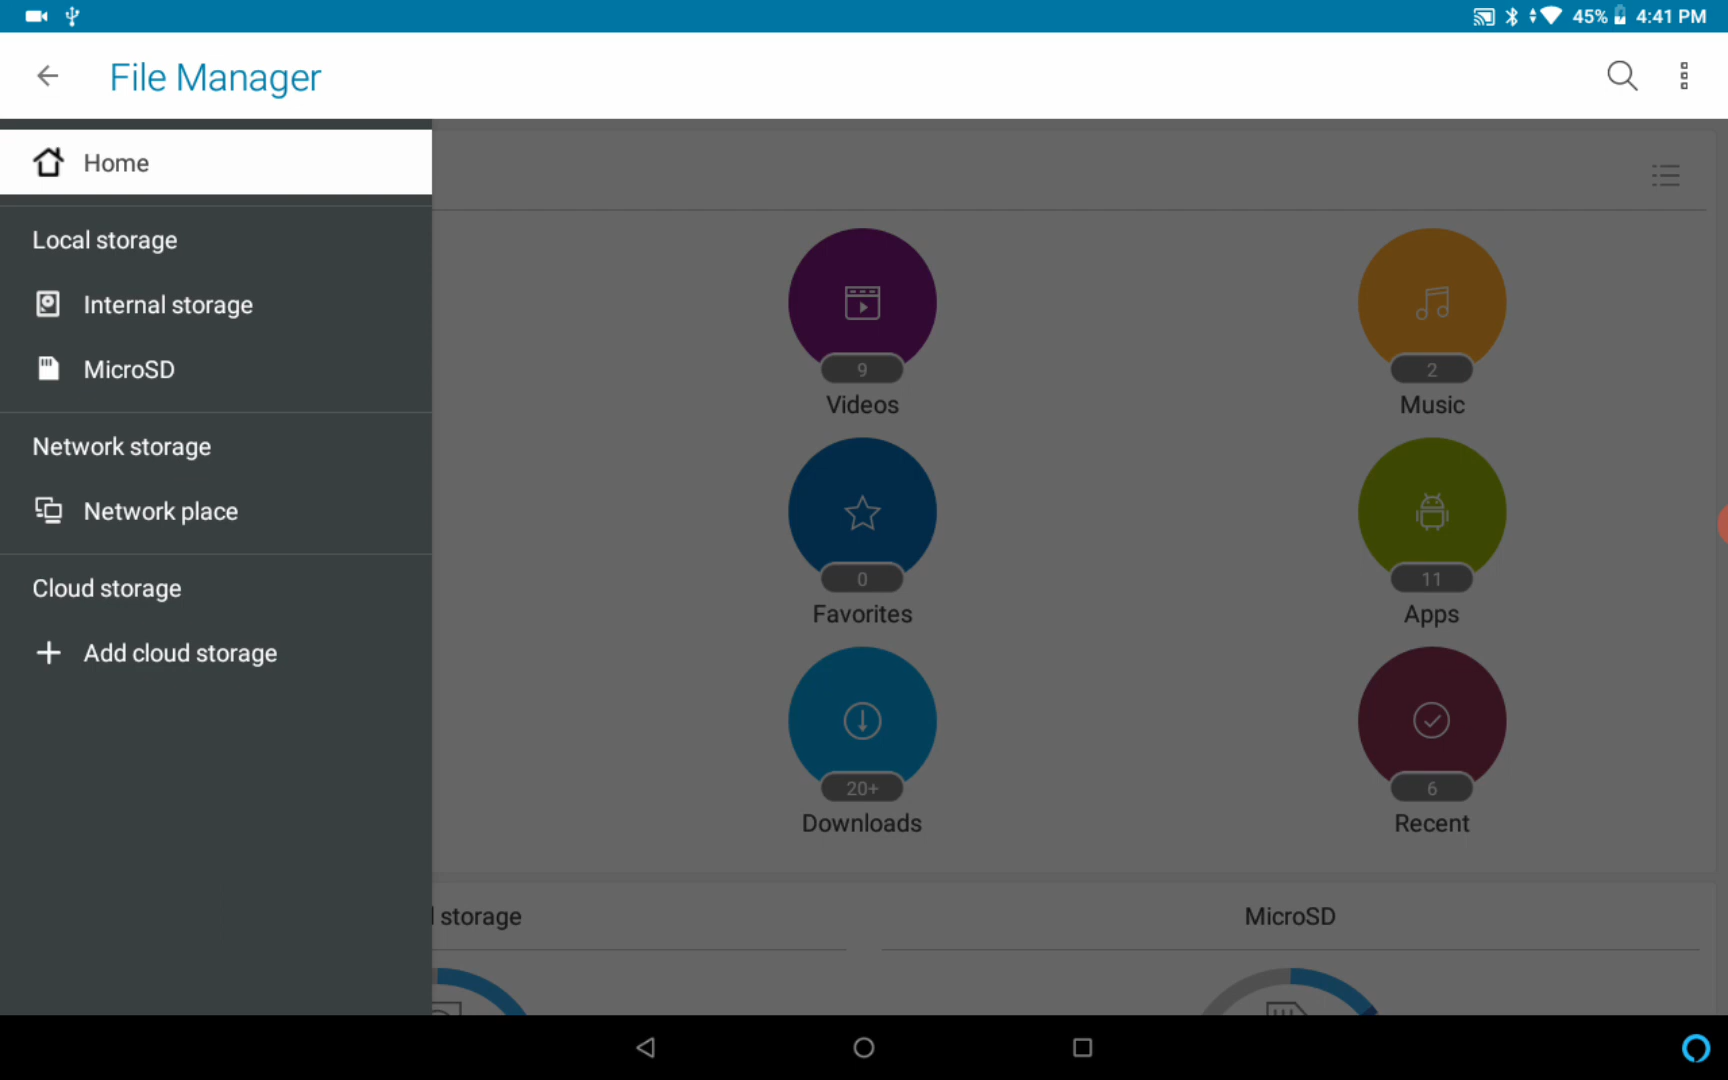 45% 4:41 PM
File Manager
Home
Local storage
Internal storage
MicroSD
Network storage
Network place
Cloud storage
Add cloud storage
9
Videos
2
Music
0
Favorites
11
Apps
20+
Downloads
6
Recent
storage
MicroSD